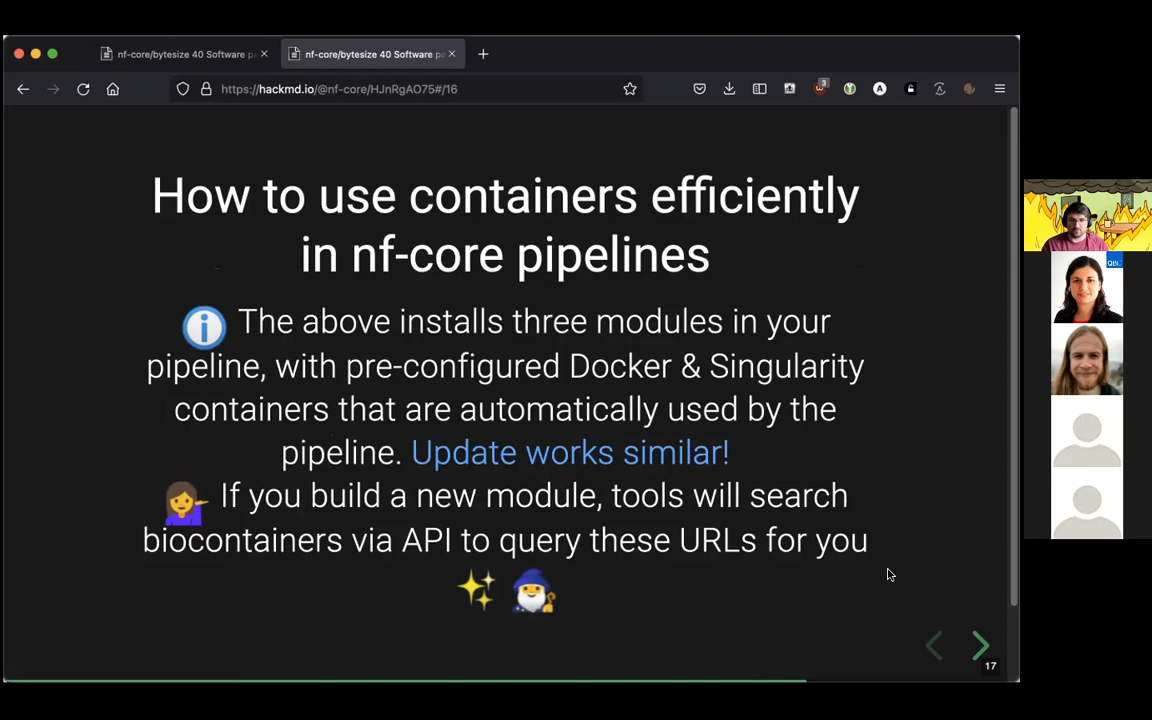 nf-core/bytesize 40 Software pa
nf-core/bytesize 40 Software pa
https://hackmd.io/@nf-core/HJnRgAO75#/16
3
A
How to use containers efficiently
in nf-core pipelines
The above installs three modules in your
pipeline, with pre-configured Docker & Singularity
containers that are automatically used by the
pipeline. Update works similar!
If you build a new module, tools will search
biocontainers via API to query these URLs for you
17